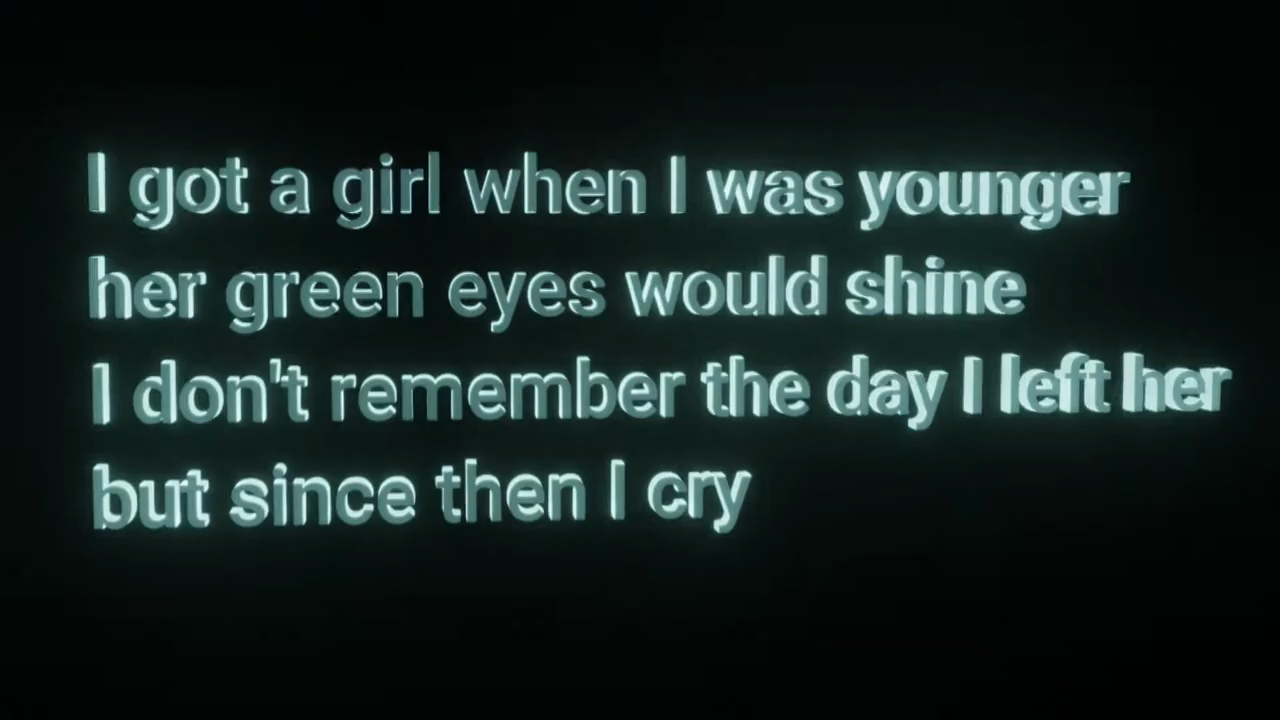 I got a girl when I was younger
her green eyes would shine
I don't remember the day I left her
but since then I cry